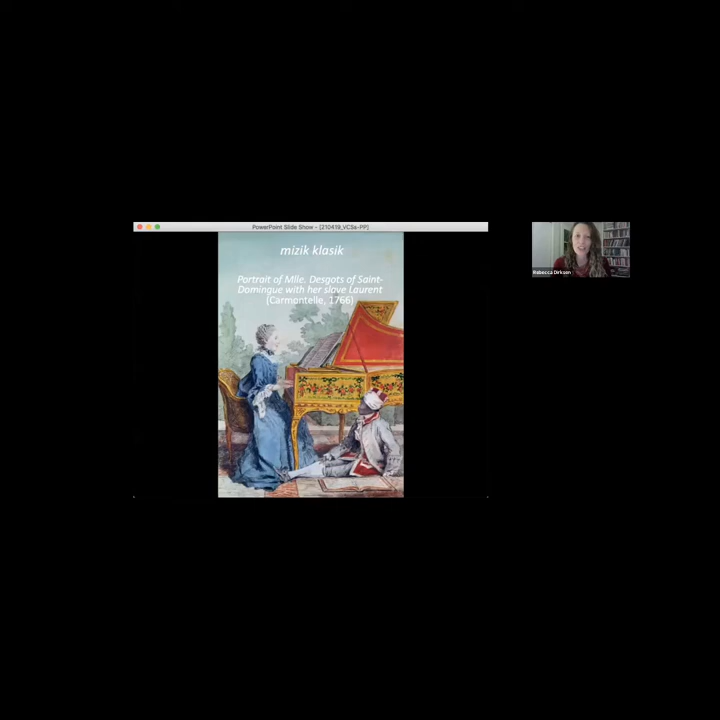 PowerPoint Slide Show - [210419_VCSs-PP]
mizik klasik
Portrait of Mlle. Desgots of Saint-
Domingue with her slave Laurent
(Carmontelle, 1766)
Rebecca Dirksen